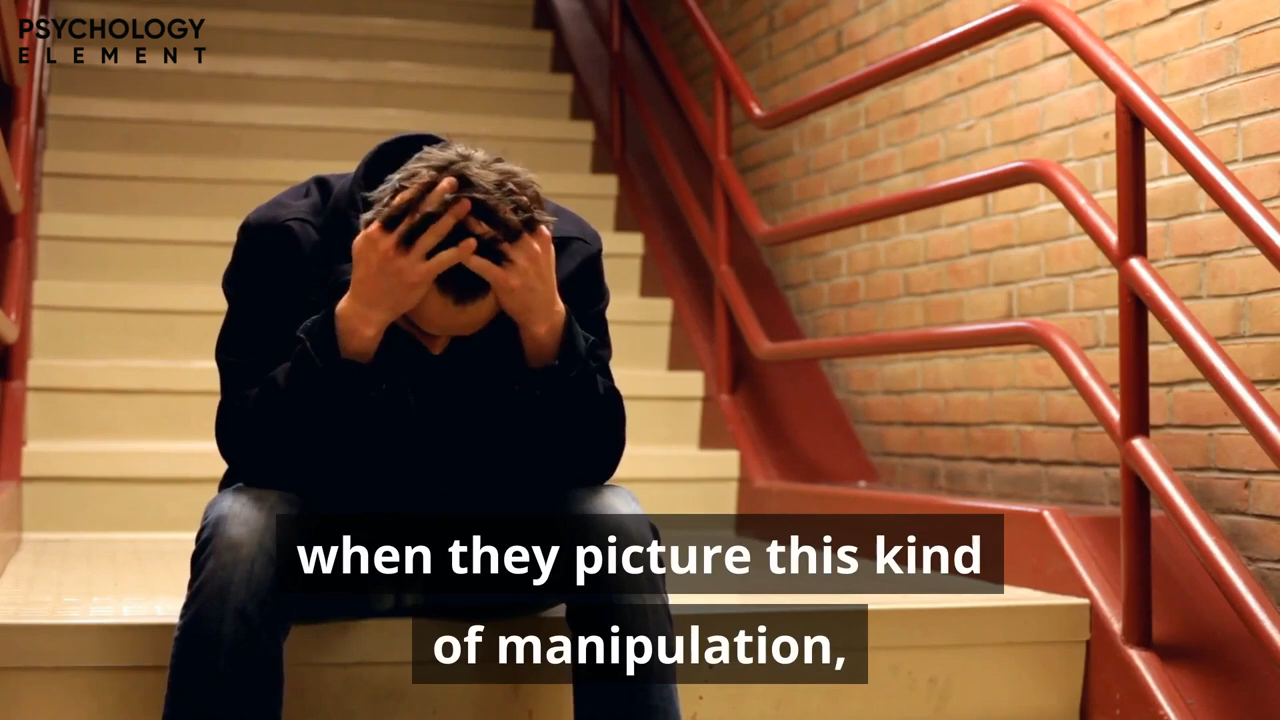 PSYCHOLOGY
ELEMENT
when they picture this kind
of manipulation,